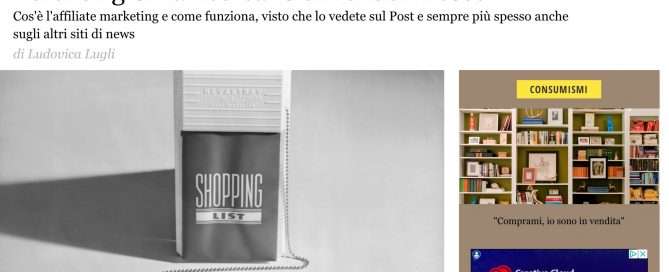 Cos'è l'affiliate marketing e come funziona, visto che lo vedete sul Post e sempre più spesso anche
sugli altri siti di news
di Ludovica Lugli
CONSUMISMI
SHOPPING
LIST
"Comprami, io sono in vendita"
Creative Cloud